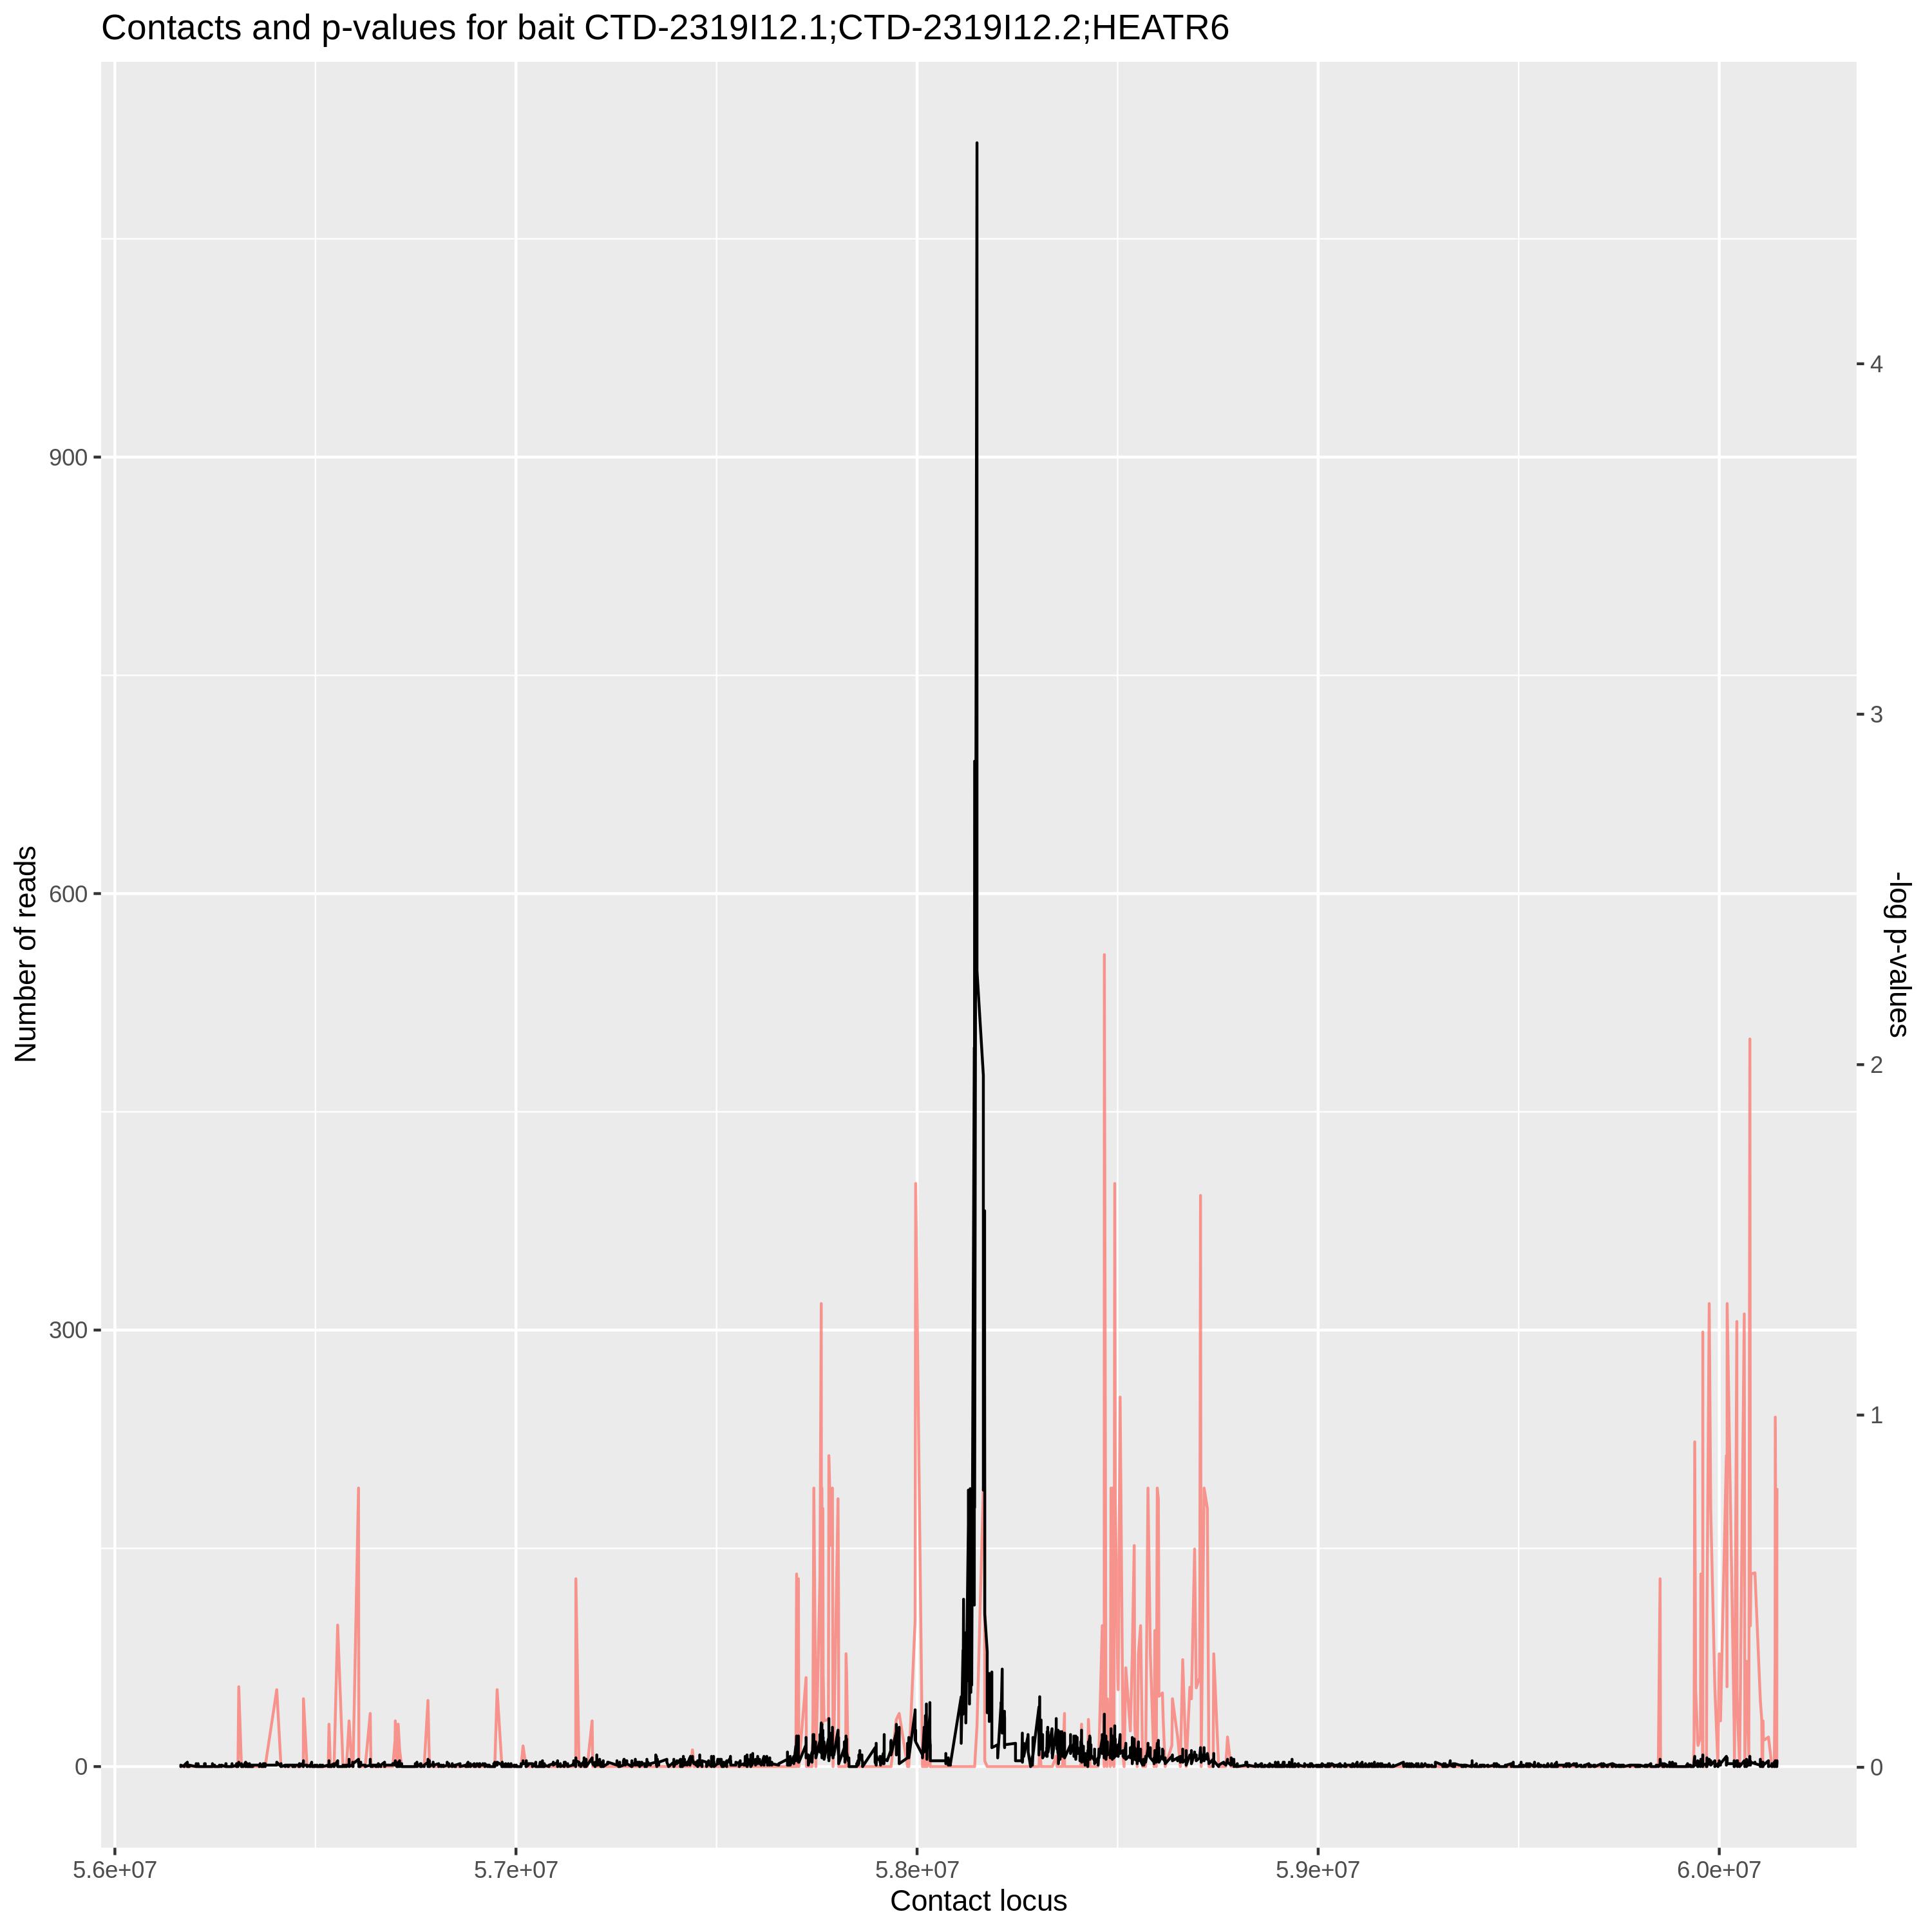 Contacts and p-values for bait CTD-2319I12.1;CTD-2319I12.2;HEATR6
900
600
300
0
Number of reads
4
3
2
1
0
-log p-values
5.6e+07
5.7e+07
5.8e+07
5.9e+07
6.0e+07
Contact locus